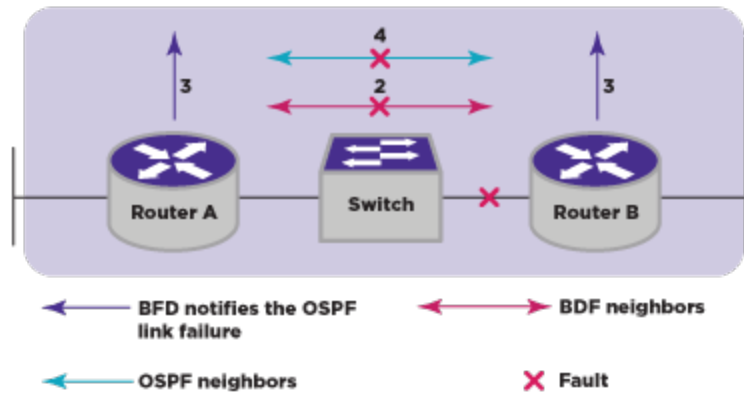 4
3
2
3
Router A
Switch
Router B
BFD notifies the OSPF
link failure
BDF neighbors
OSPF neighbors
Fault